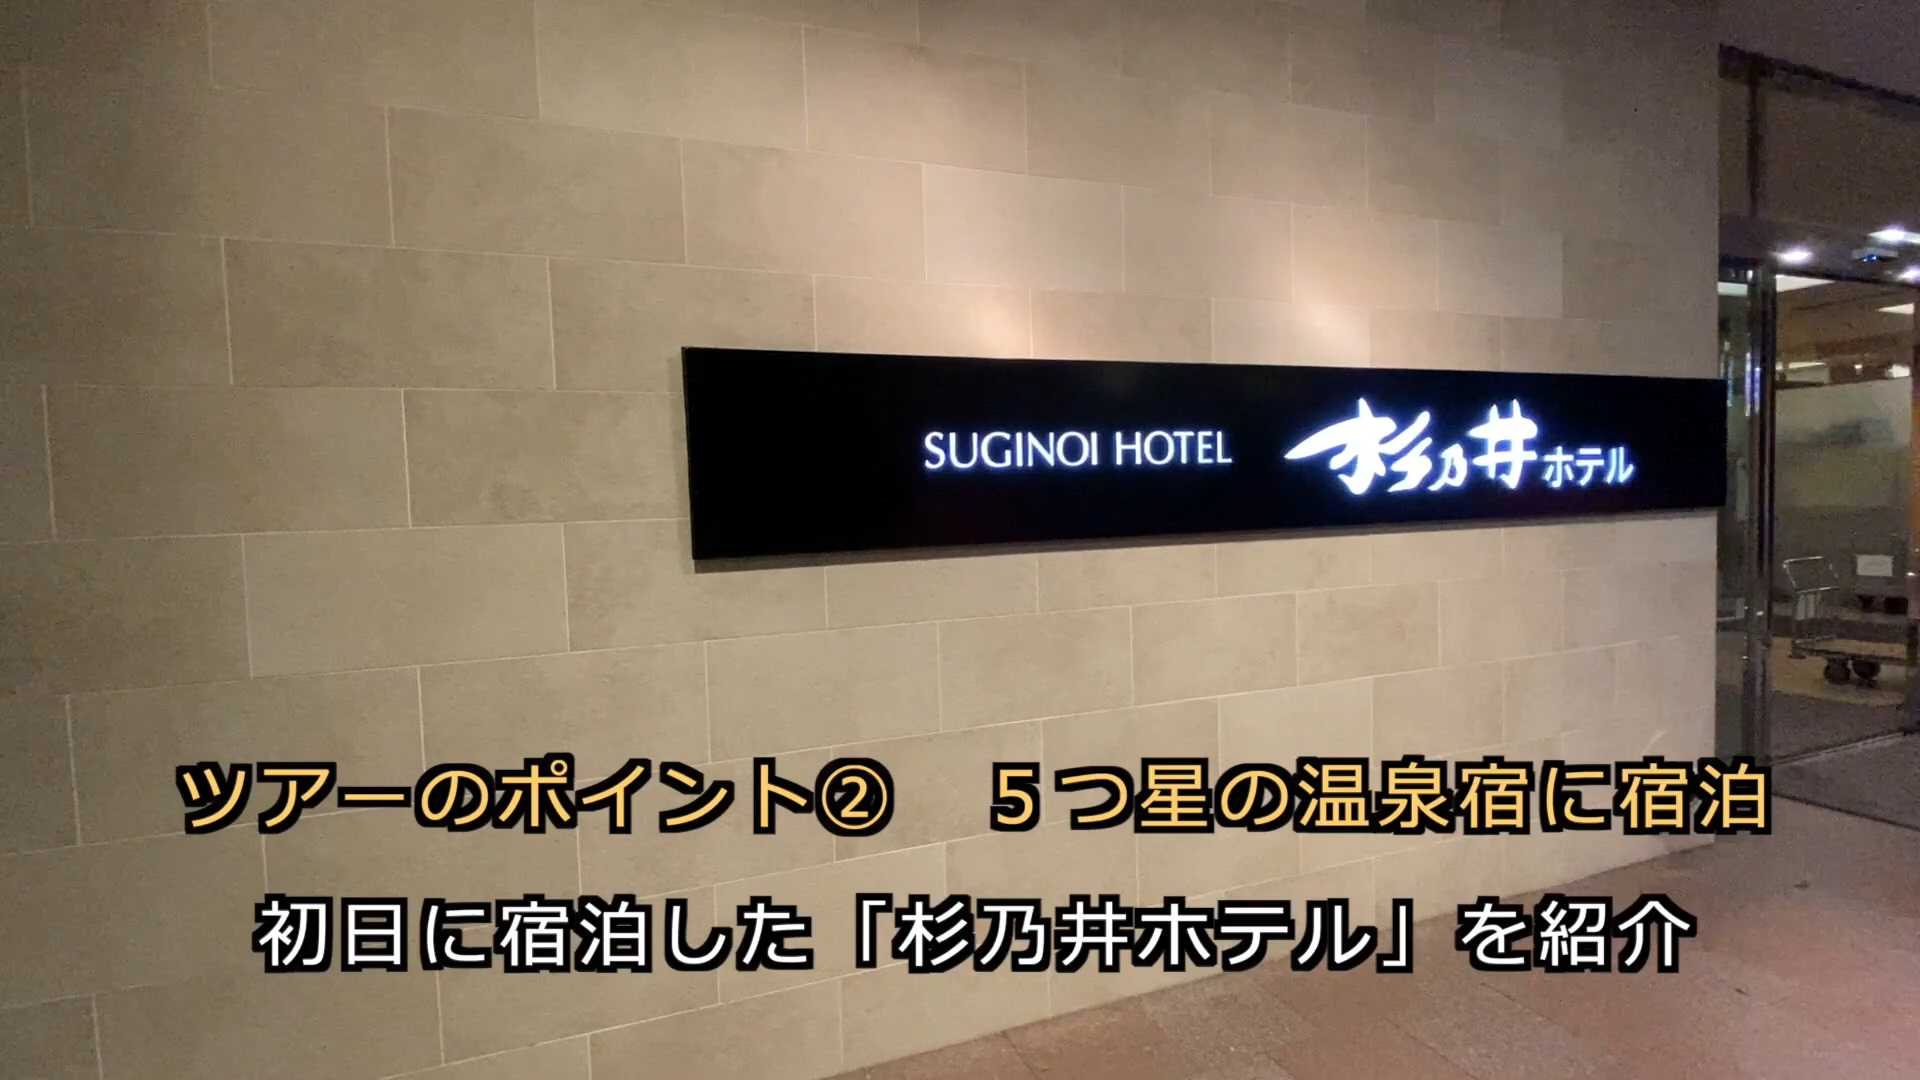 SUGINOI HOTEL 杉乃井ホテル
ツアーのポイント② 5つ星の温泉宿に宿泊
初日に宿泊した「杉乃井ホテル」を紹介